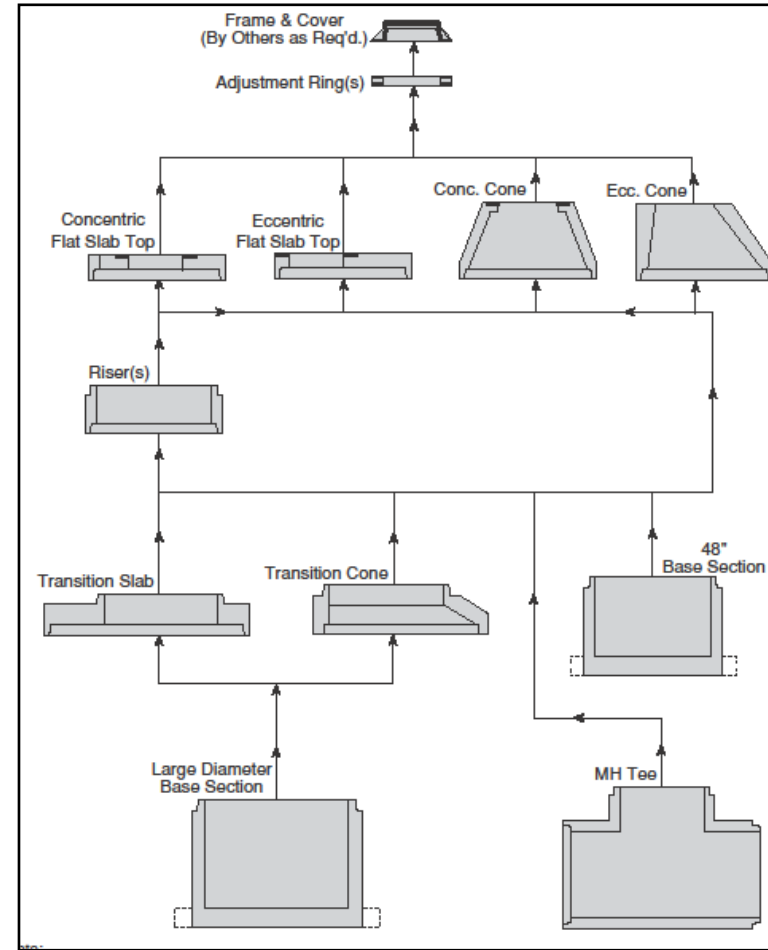 Frame & Cover
(By Others as Req'd.)
Adjustment Ring(s)
Conc. Cone
Ecc. Cone
Concentric
Flat Slab Top
Eccentric
Flat Slab Top
Riser(s)
48"
Base Section
Transition Slab
Transition Cone
Large Diameter
Base Section
MH Tee